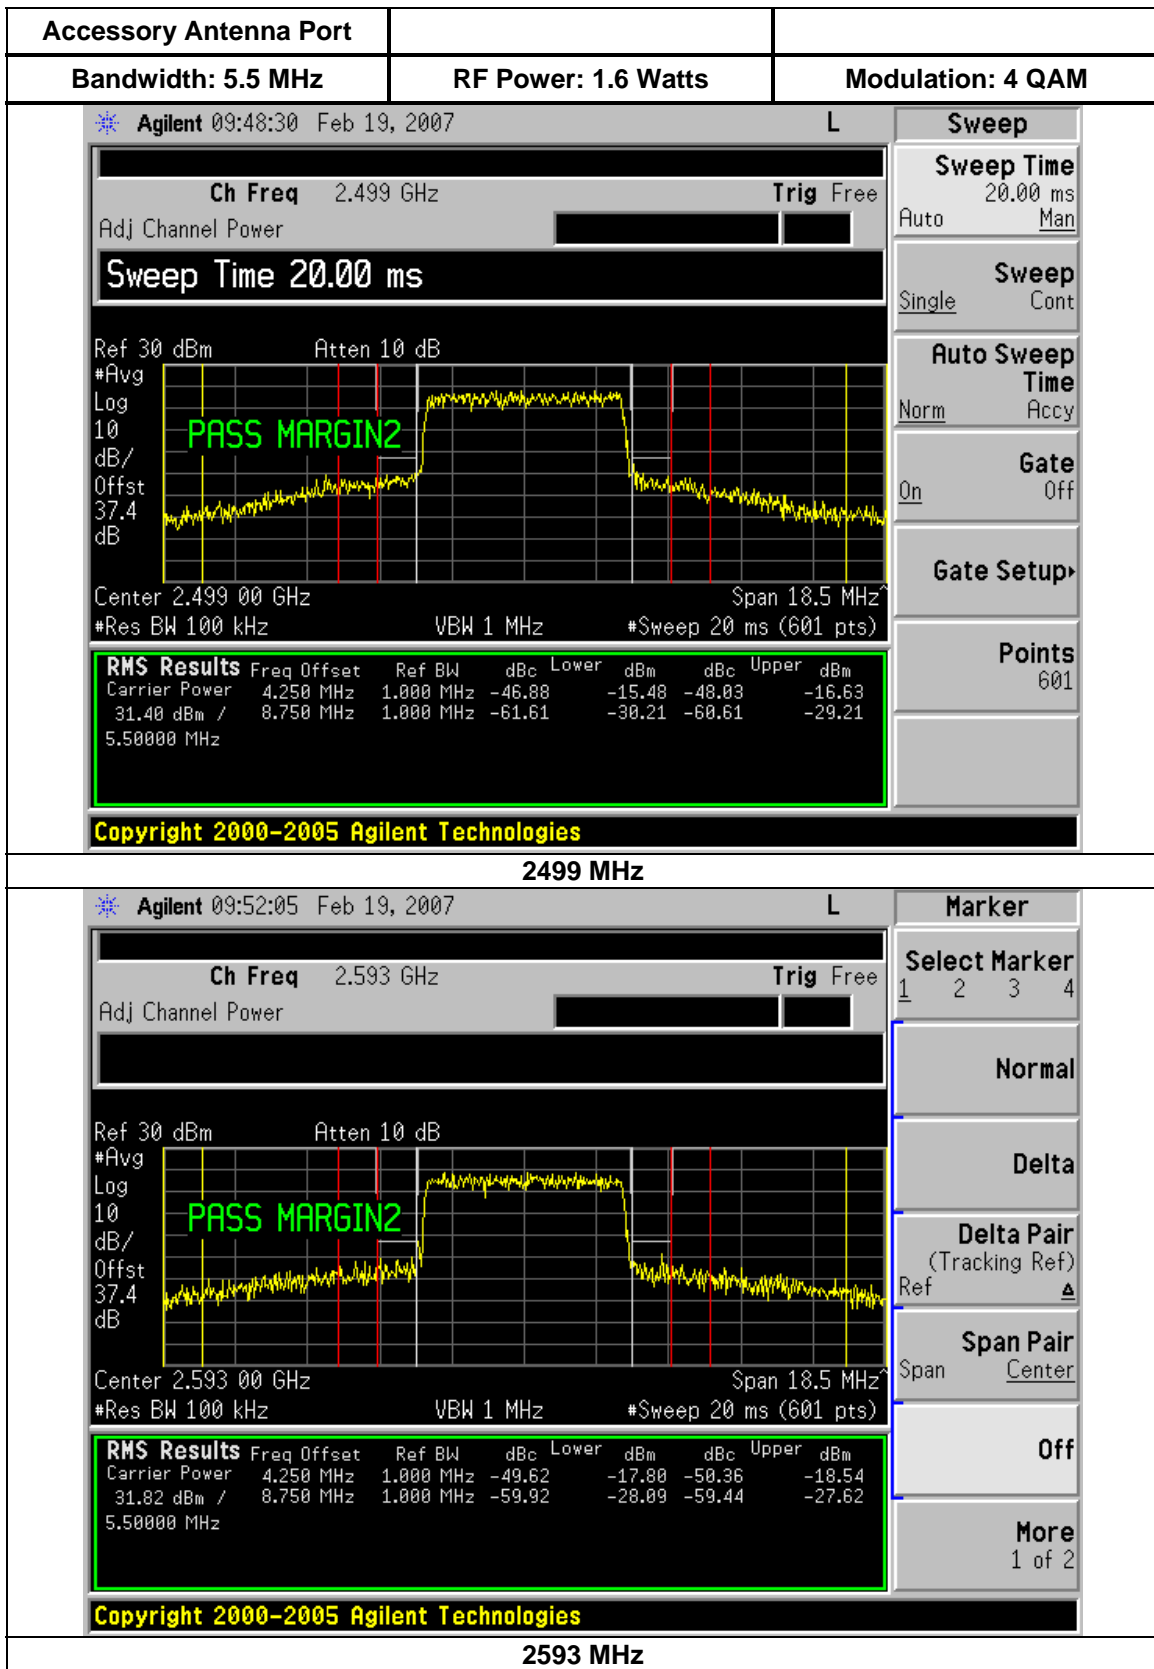 Accessory Antenna Port
Bandwidth: 5.5 MHz RF Power: 1.6 Watts Modulation: 4 QAM
Agilent 09:48:30 Feb 19, 2007 L Sweep
Ch Freq 2.499 GHz Trig Free
Adj Channel Power
Sweep Time 20.00 ms
Ref 30 dBm Atten 10 dB
#Avg
Log
10
dB/
Offst
37.4
dB
PASS MARGIN2
Center 2.499 00 GHz Span 18.5 MHz^
#Res BW 100 kHz VBW 1 MHz #Sweep 20 ms (601 pts)
RMS Results Freq Offset Ref BW dBc Lower dBm dBc Upper dBm
Carrier Power 4.250 MHz 1.000 MHz -46.88 -15.48 -48.03 -16.63
31.40 dBm / 8.750 MHz 1.000 MHz -61.61 -30.21 -60.61 -29.21
5.50000 MHz
Copyright 2000-2005 Agilent Technologies
Sweep Time
20.00 ms
Auto Man
Sweep
Single Cont
Auto Sweep
Time
Norm Accy
Gate
On Off
Gate Setup▸
Points
601
2499 MHz
Agilent 09:52:05 Feb 19, 2007 L Marker
Ch Freq 2.593 GHz Trig Free
Adj Channel Power
Ref 30 dBm Atten 10 dB
#Avg
Log
10
dB/
Offst
37.4
dB
PASS MARGIN2
Center 2.593 00 GHz Span 18.5 MHz^
#Res BW 100 kHz VBW 1 MHz #Sweep 20 ms (601 pts)
RMS Results Freq Offset Ref BW dBc Lower dBm dBc Upper dBm
Carrier Power 4.250 MHz 1.000 MHz -49.62 -17.80 -50.36 -18.54
31.82 dBm / 8.750 MHz 1.000 MHz -59.92 -28.09 -59.44 -27.62
5.50000 MHz
Copyright 2000-2005 Agilent Technologies
Select Marker
1 2 3 4
Normal
Delta
Delta Pair
(Tracking Ref)
Ref Δ
Span Pair
Span Center
Off
More
1 of 2
2593 MHz